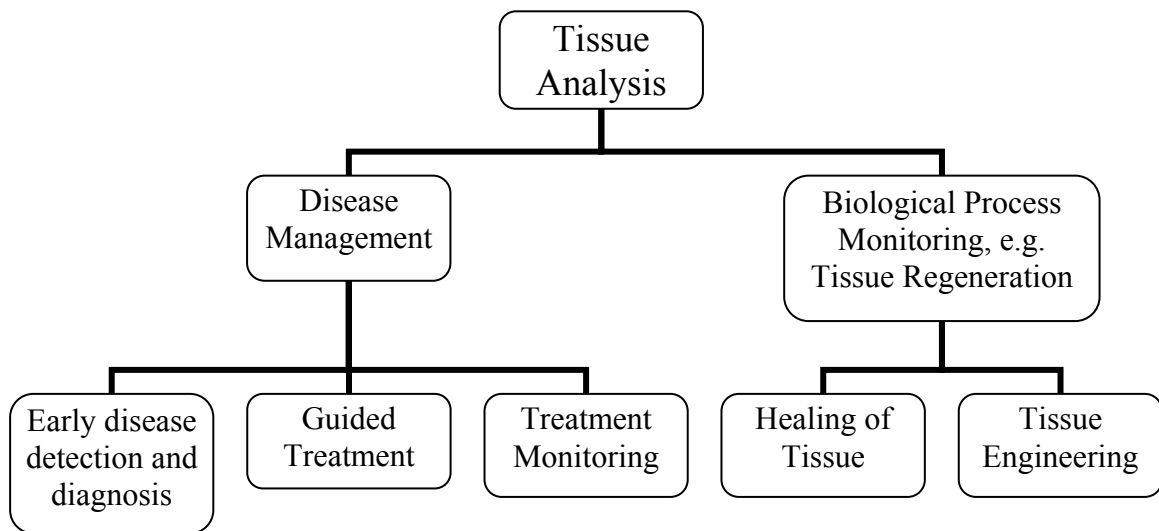 Tissue
Analysis
Disease
Management
Biological Process
Monitoring, e.g.
Tissue Regeneration
Early disease
detection and
diagnosis
Guided
Treatment
Treatment
Monitoring
Healing of
Tissue
Tissue
Engineering